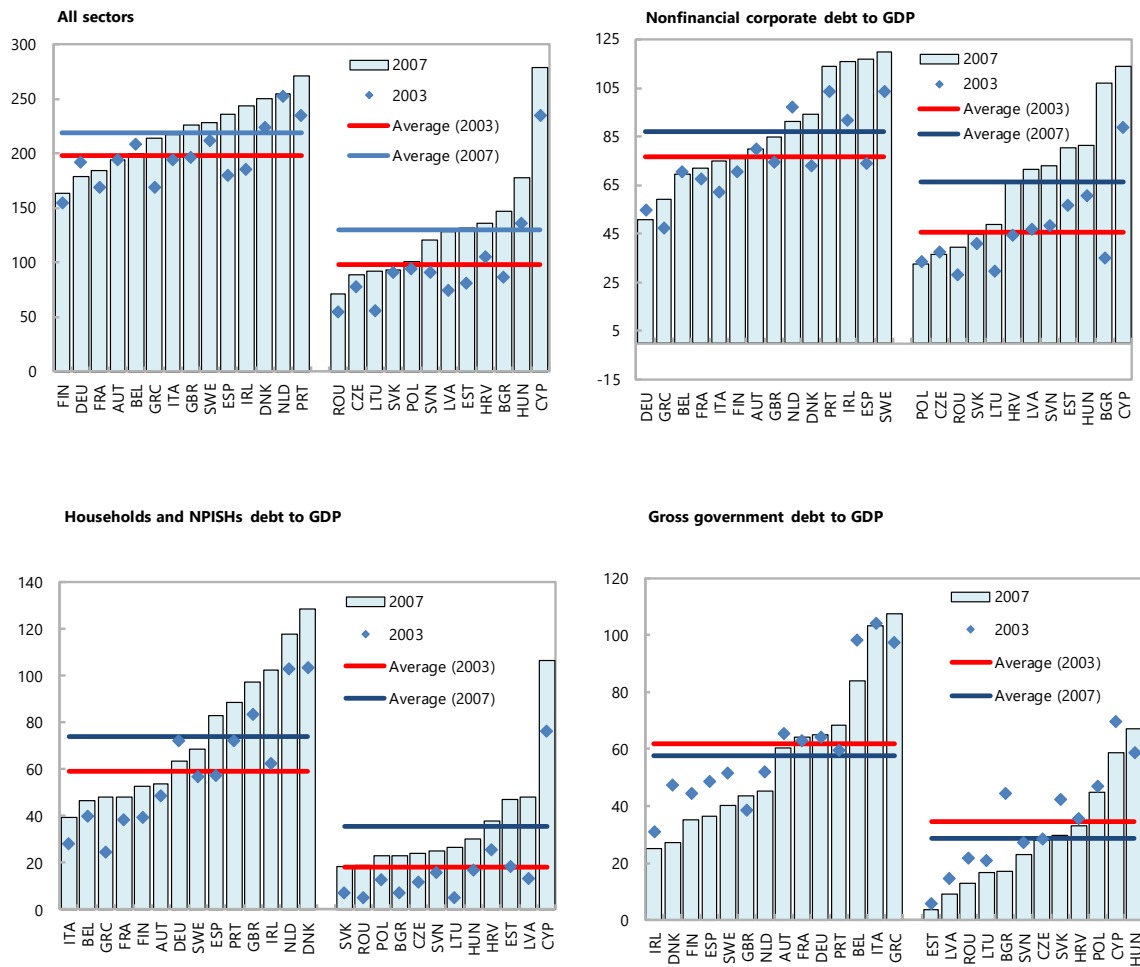 All sectors
300
250
200
150
100
50
0
2007
2003
Average (2003)
Average (2007)
FIN DEU FRA AUT BEL GRC ITA GBR SWE ESP IRL DNK NLD PRT ROU CZE LTU SVK POL SVN LVA EST HRV BGR HUN CYP
Nonfinancial corporate debt to GDP
125
105
85
65
45
25
5
-15
2007
2003
Average (2003)
Average (2007)
DEU GRC BEL FRA ITA FIN AUT GBR NLD DNK PRT IRL ESP SWE POL CZE ROU SVK LTU HRV LVA SVN EST HUN BGR CYP
Households and NPISHs debt to GDP
140
120
100
80
60
40
20
0
2007
2003
Average (2003)
Average (2007)
ITA BEL GRC FRA FIN AUT DEU SWE ESP PRT GBR IRL NLD DNK SVK ROU POL BGR CZE SVN LTU HUN HRV EST LVA CYP
Gross government debt to GDP
120
100
80
60
40
20
0
2007
2003
Average (2003)
Average (2007)
IRL DNK FIN ESP SWE GBR NLD AUT FRA DEU PRT BEL ITA GRC EST LVA ROU LTU BGR SVN CZE SVK HRV POL CYP HUN